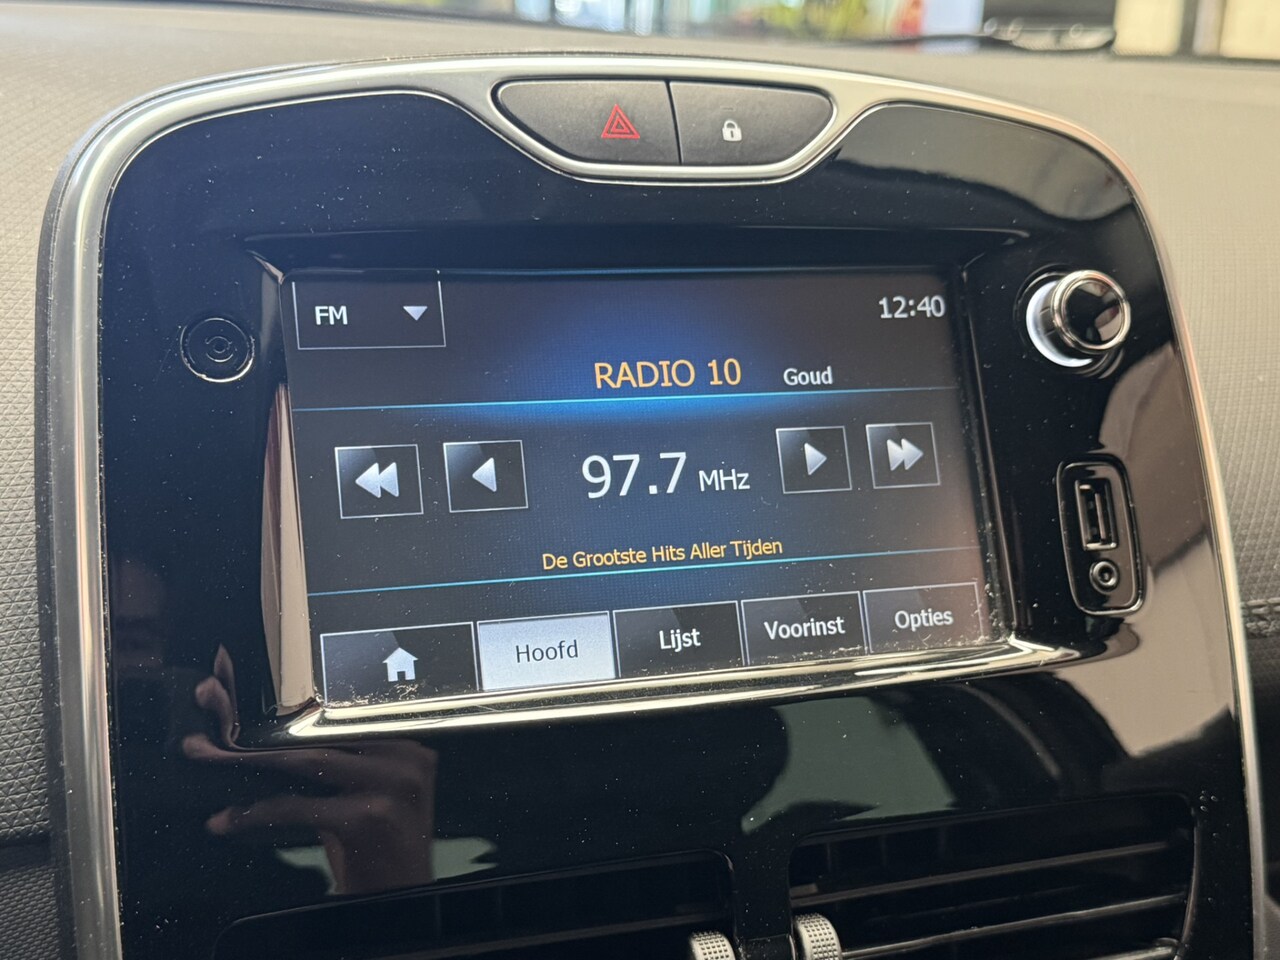 FM
12:40
RADIO 10 Goud
97.7 MHz
De Grootste Hits Aller Tijden
Hoofd Lijst Voorinst Opties